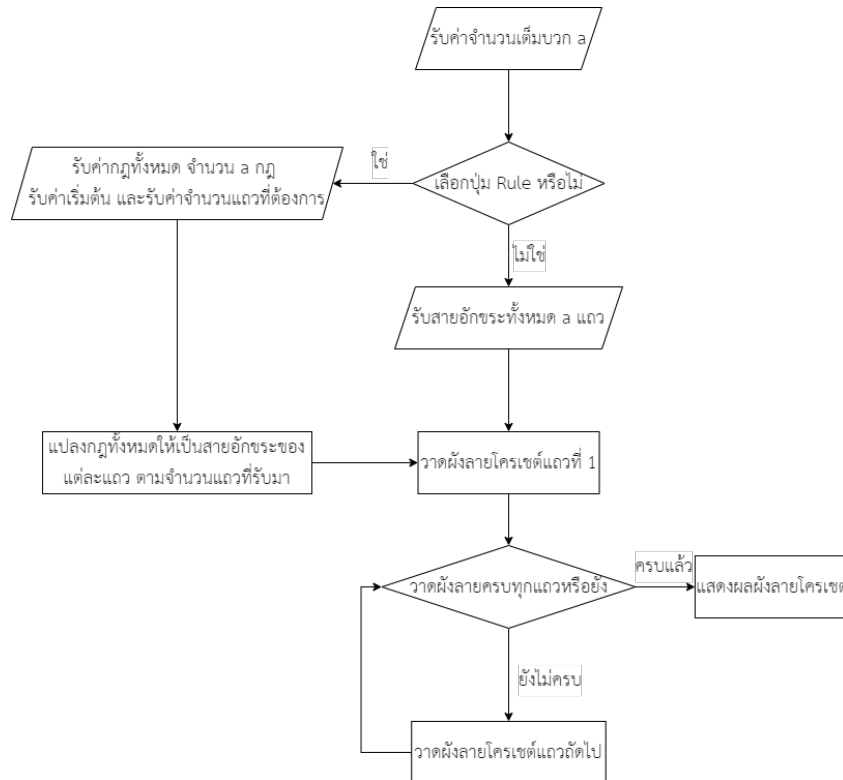 รับค่าจำนวนเต็มบวก a
ใช่
เลือกปุ่ม Rule หรือไม่
รับค่ากฎทั้งหมด จำนวน a กฎ
รับค่าเริ่มต้น และรับค่าจำนวนแถวที่ต้องการ
ไม่ใช่
รับสายอักขระทั้งหมด a แถว
แปลงกฎทั้งหมดให้เป็นสายอักขระของ
แต่ละแถว ตามจำนวนแถวที่รับมา
วาดผังลายโครเชต์แถวที่ 1
วาดผังลายครบทุกแถวหรือยัง
ครบแล้ว
แสดงผลผังลายโครเชต์
ยังไม่ครบ
วาดผังลายโครเชต์แถวถัดไป